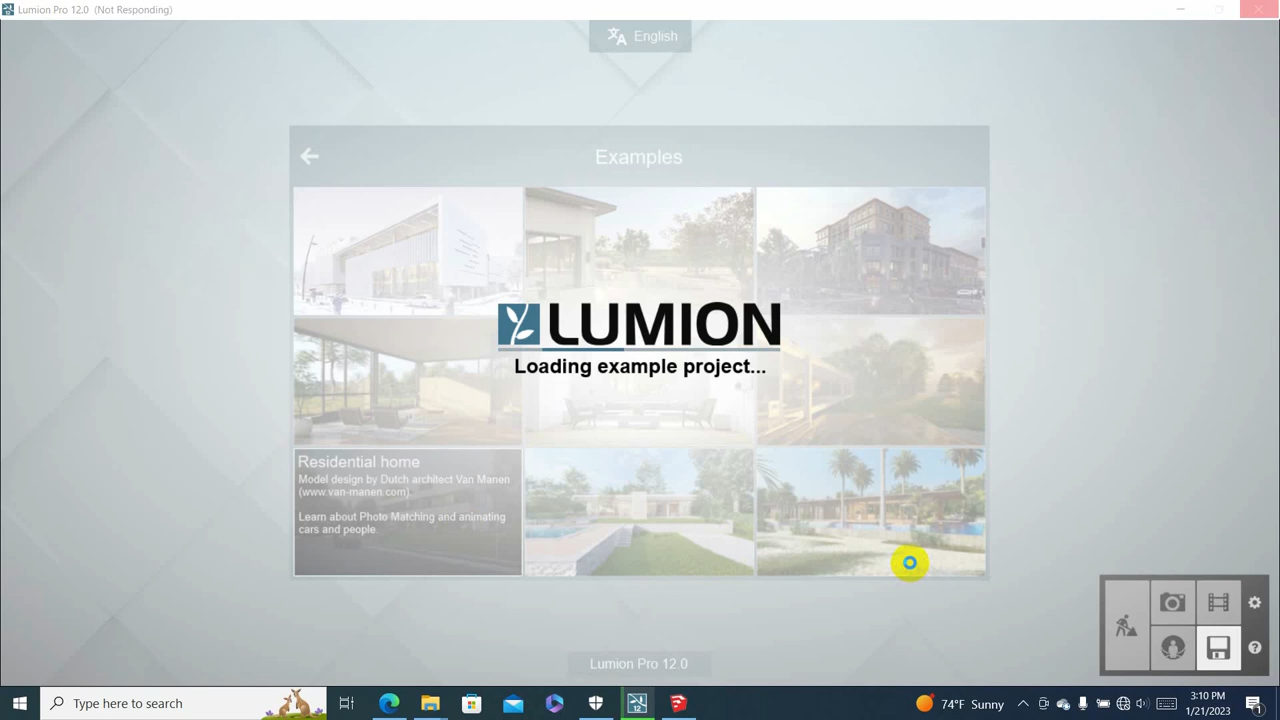 Lumion Pro 12.0 (Not Responding)
English
Examples
LUMION
Loading example project...
Residential home
Model design by Dutch architect Van Manen
(www.van-manen.com).
Learn about Photo Matching and animating
cars and people.
Lumion Pro 12.0
Type here to search
12
74°F Sunny
3:10 PM
1/21/2023
1